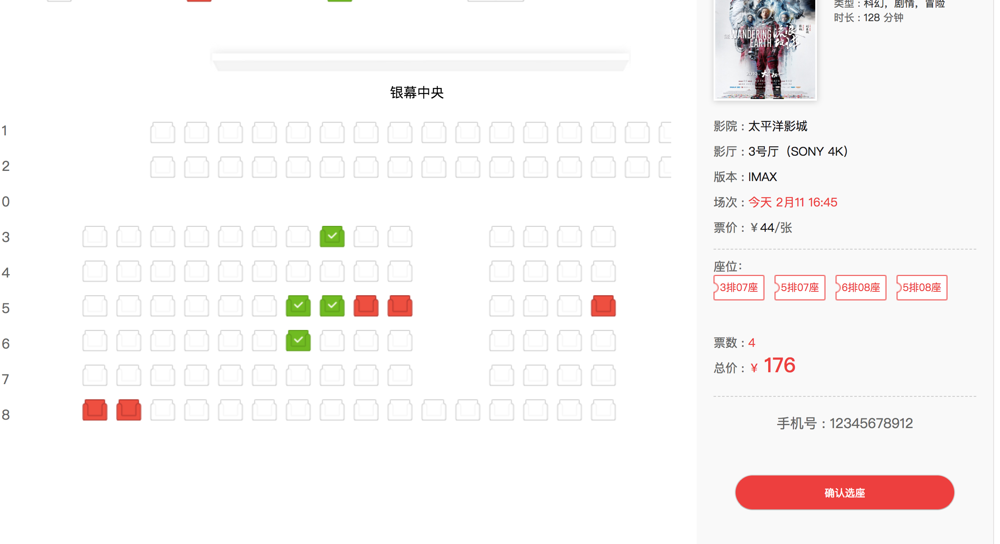 类型 : 科幻，剧情，冒险
时长 : 128 分钟
A FRANT GWO FILM
THE WANDERING
EARTH
流浪
地球
2019·大年初一
银幕中央
1
2
0
3
4
5
6
7
8
影院 : 太平洋影城
影厅 : 3号厅（SONY 4K）
版本 : IMAX
场次 : 今天 2月11 16:45
票价 : ￥44/张
座位：
3排07座 5排07座 6排08座 5排08座
票数 : 4
总价 : ￥ 176
手机号 : 12345678912
确认选座